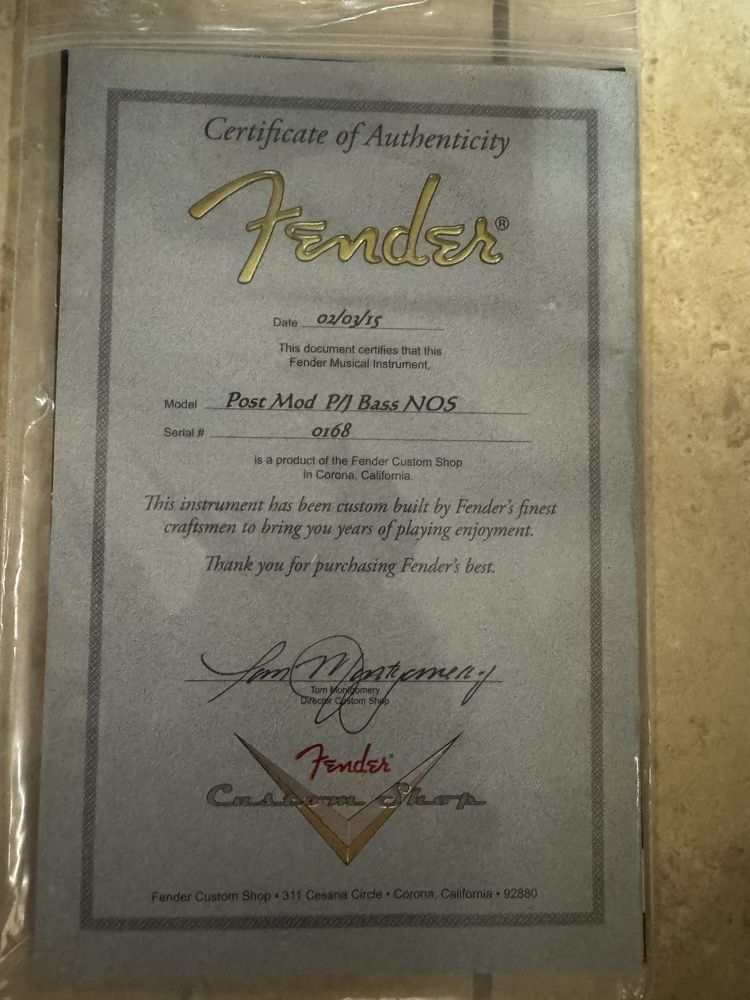 Certificate of Authenticity
Fender®
Date 02/03/15
This document certifies that this
Fender Musical Instrument,
Model Post Mod P/J Bass NOS
Serial # 0168
is a product of the Fender Custom Shop
in Corona, California.
This instrument has been custom built by Fender's finest
craftsmen to bring you years of playing enjoyment.
Thank you for purchasing Fender's best.
Tom Montgomery
Tom Montgomery
Director Custom Shop
Fender®
Custom Shop
Fender Custom Shop • 311 Cessna Circle • Corona, California • 92880